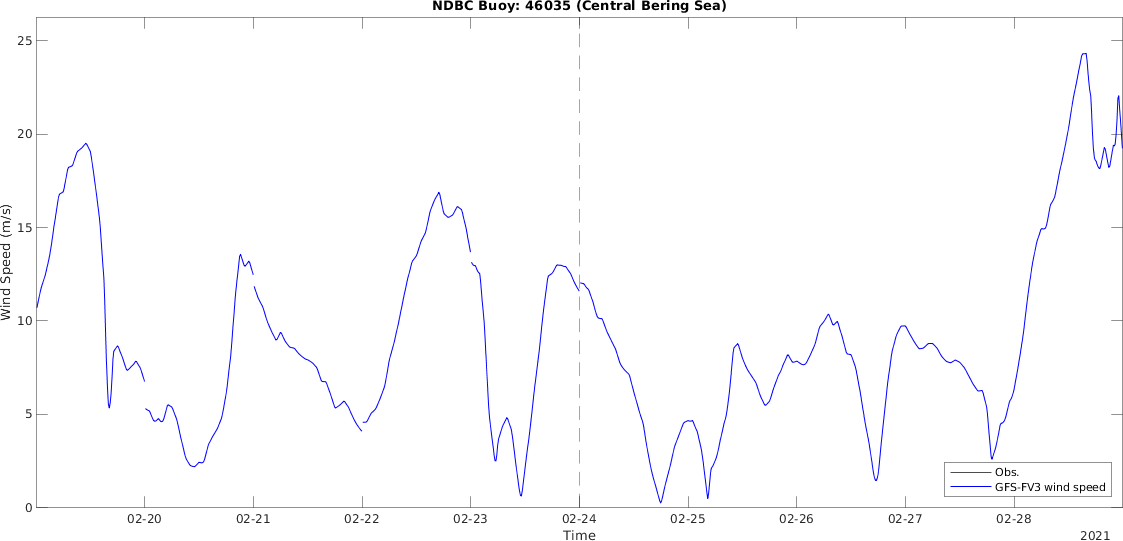 NDBC Buoy: 46035 (Central Bering Sea)
25
20
15
10
5
0
Wind Speed (m/s)
02-20 02-21 02-22 02-23 02-24 02-25 02-26 02-27 02-28
Time
2021
Obs.
GFS-FV3 wind speed